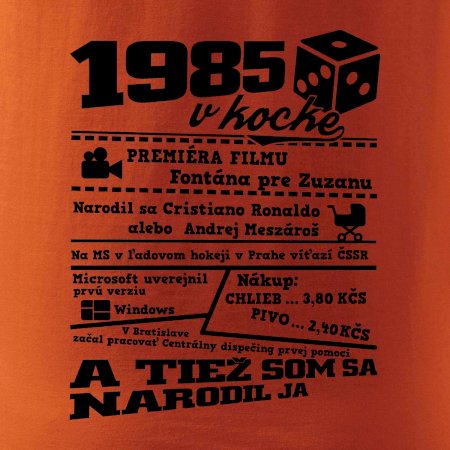 1985
v kocke
PREMIÉRA FILMU
Fontána pre Zuzanu
Narodil sa Cristiano Ronaldo
alebo Andrej Meszároš
Na MS v ľadovom hokeji v Prahe víťazí ČSSR
Microsoft uverejnil
prvú verziu
Windows
Nákup:
CHLIEB ... 3,80 KČS
PIVO ... 2,40 KČS
V Bratislave
začal pracovať Centrálny dispečing prvej pomoci
A TIEŽ SOM SA
NARODIL JA